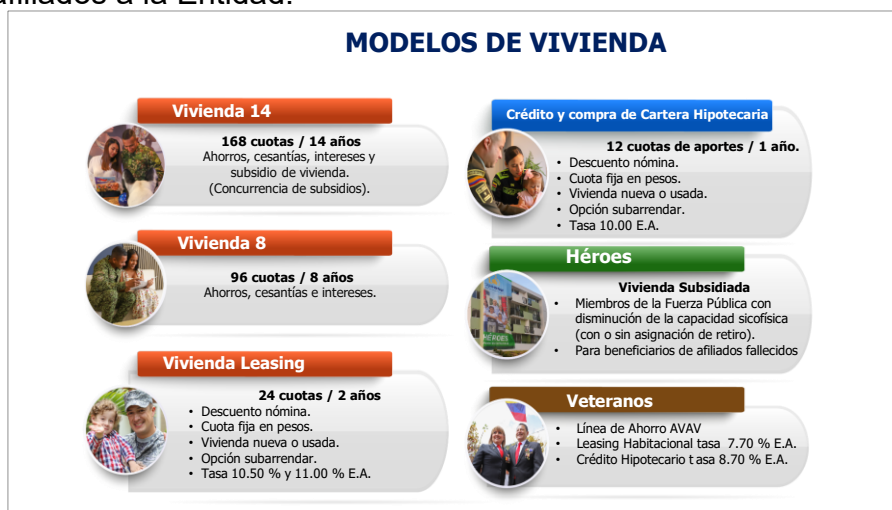 afiliados a la Entidad.
MODELOS DE VIVIENDA
Vivienda 14
168 cuotas / 14 años
Ahorros, cesantías, intereses y
subsidio de vivienda.
(Concurrencia de subsidios).
Vivienda 8
96 cuotas / 8 años
Ahorros, cesantías e intereses.
Vivienda Leasing
24 cuotas / 2 años
• Descuento nómina.
• Cuota fija en pesos.
• Vivienda nueva o usada.
• Opción subarrendar.
• Tasa 10.50 % y 11.00 % E.A.
Crédito y compra de Cartera Hipotecaria
12 cuotas de aportes / 1 año.
• Descuento nómina.
• Cuota fija en pesos.
• Vivienda nueva o usada.
• Opción subarrendar.
• Tasa 10.00 E.A.
Héroes
HÉROES
Vivienda Subsidiada
• Miembros de la Fuerza Pública con
disminución de la capacidad sicofísica
(con o sin asignación de retiro).
• Para beneficiarios de afiliados fallecidos
Veteranos
• Línea de Ahorro AVAV
• Leasing Habitacional tasa 7.70 % E.A.
• Crédito Hipotecario t asa 8.70 % E.A.